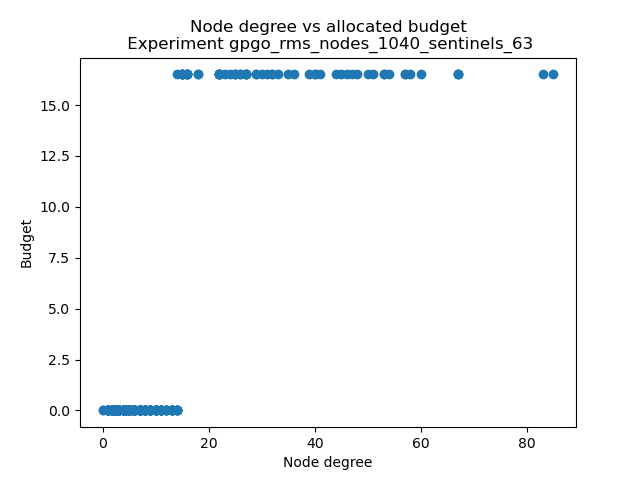 Node degree vs allocated budget
Experiment gpgo_rms_nodes_1040_sentinels_63
15.0
12.5
10.0
7.5
5.0
2.5
0.0
Budget
0 20 40 60 80
Node degree